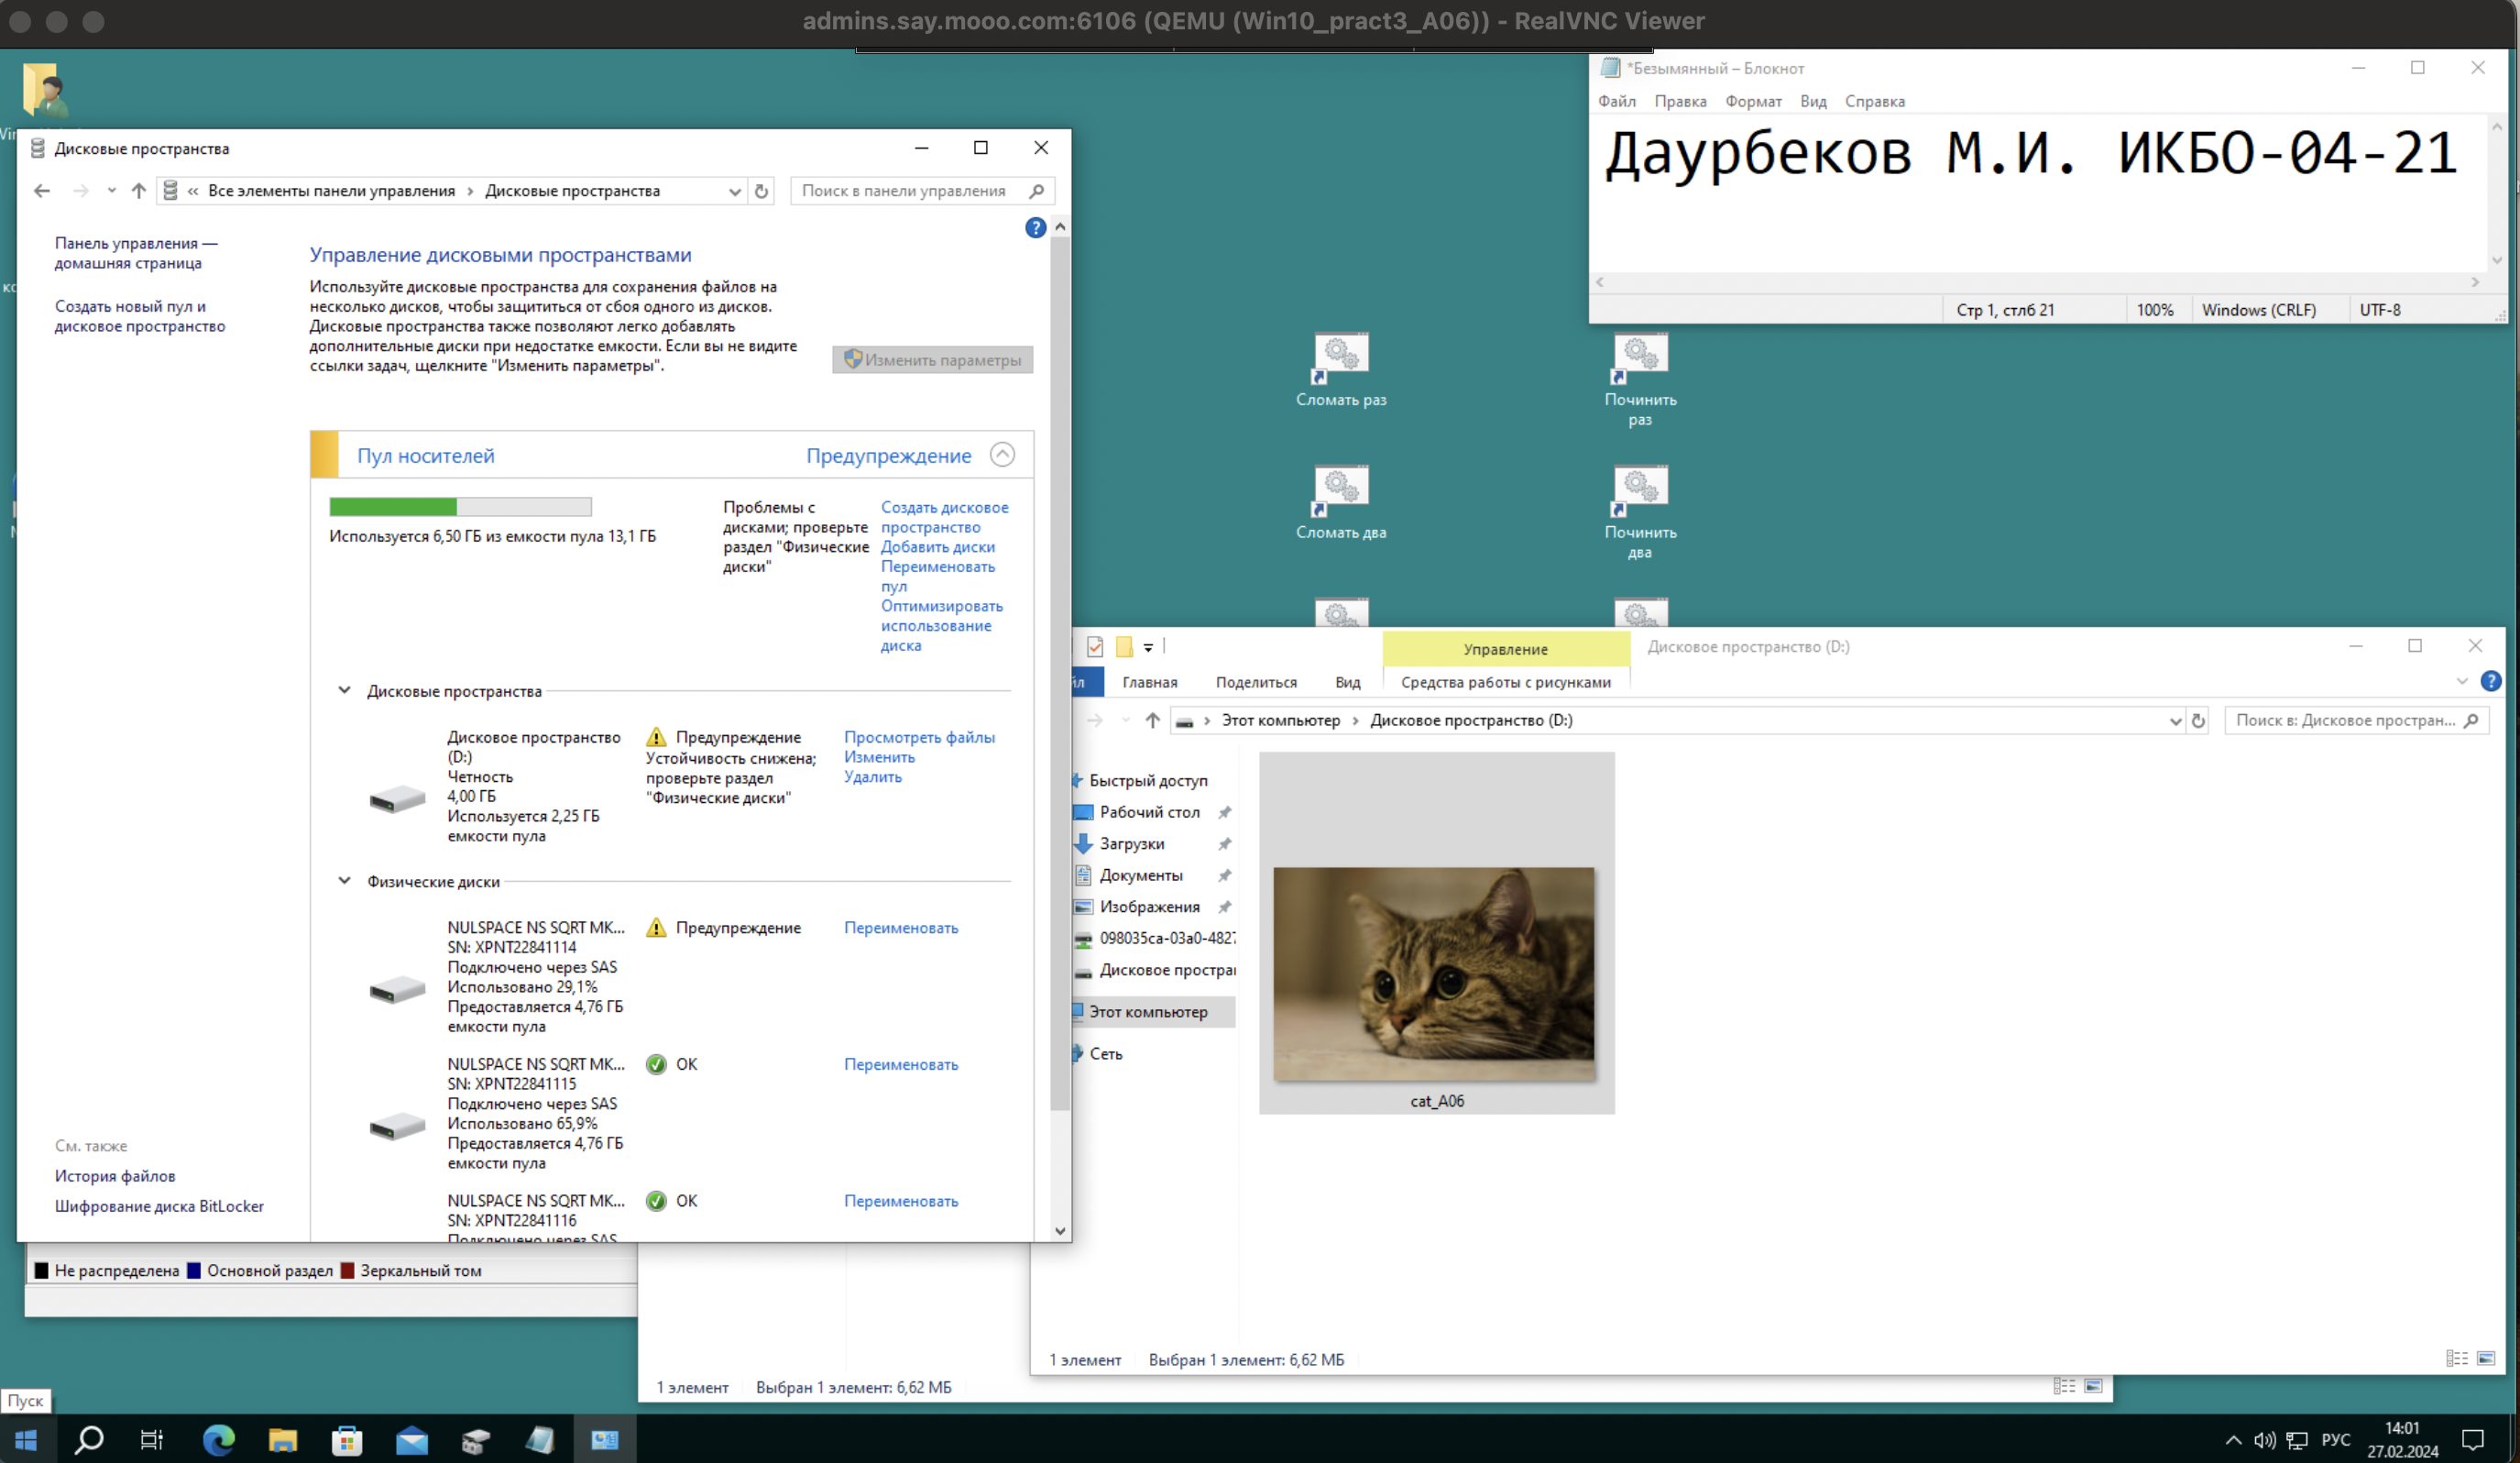 admins.say.mooo.com:6106 (QEMU (Win10_pract3_A06)) - RealVNC Viewer
*Безымянный – Блокнот
Файл Правка Формат Вид Справка
Даурбеков М.И. ИКБО-04-21
Стр 1, стлб 21 100% Windows (CRLF) UTF-8
Дисковые пространства
« Все элементы панели управления › Дисковые пространства
Поиск в панели управления
Панель управления —
домашняя страница
Создать новый пул и
дисковое пространство
Управление дисковыми пространствами
Используйте дисковые пространства для сохранения файлов на
несколько дисков, чтобы защититься от сбоя одного из дисков.
Дисковые пространства также позволяют легко добавлять
дополнительные диски при недостатке емкости. Если вы не видите
ссылки задач, щелкните "Изменить параметры".
Изменить параметры
Пул носителей
Предупреждение
Используется 6,50 ГБ из емкости пула 13,1 ГБ
Проблемы с
дисками; проверьте
раздел "Физические
диски"
Создать дисковое
пространство
Добавить диски
Переименовать
пул
Оптимизировать
использование
диска
Дисковые пространства
Дисковое пространство
(D:)
Четность
4,00 ГБ
Используется 2,25 ГБ
емкости пула
Предупреждение
Устойчивость снижена;
проверьте раздел
"Физические диски"
Просмотреть файлы
Изменить
Удалить
Физические диски
NULSPACE NS SQRT MK...
SN: XPNT22841114
Подключено через SAS
Использовано 29,1%
Предоставляется 4,76 ГБ
емкости пула
Предупреждение
Переименовать
NULSPACE NS SQRT MK...
SN: XPNT22841115
Подключено через SAS
Использовано 65,9%
Предоставляется 4,76 ГБ
емкости пула
OK
Переименовать
NULSPACE NS SQRT MK...
SN: XPNT22841116
Подключено через SAS
OK
Переименовать
См. также
История файлов
Шифрование диска BitLocker
Не распределена Основной раздел Зеркальный том
Сломать раз
Починить
раз
Сломать два
Починить
два
Управление
Дисковое пространство (D:)
Главная Поделиться Вид Средства работы с рисунками
Этот компьютер › Дисковое пространство (D:)
Поиск в: Дисковое простран...
Быстрый доступ
Рабочий стол
Загрузки
Документы
Изображения
098035ca-03a0-4827
Дисковое простра
Этот компьютер
Сеть
cat_A06
1 элемент Выбран 1 элемент: 6,62 МБ
1 элемент Выбран 1 элемент: 6,62 МБ
Пуск
РУС
14:01
27.02.2024